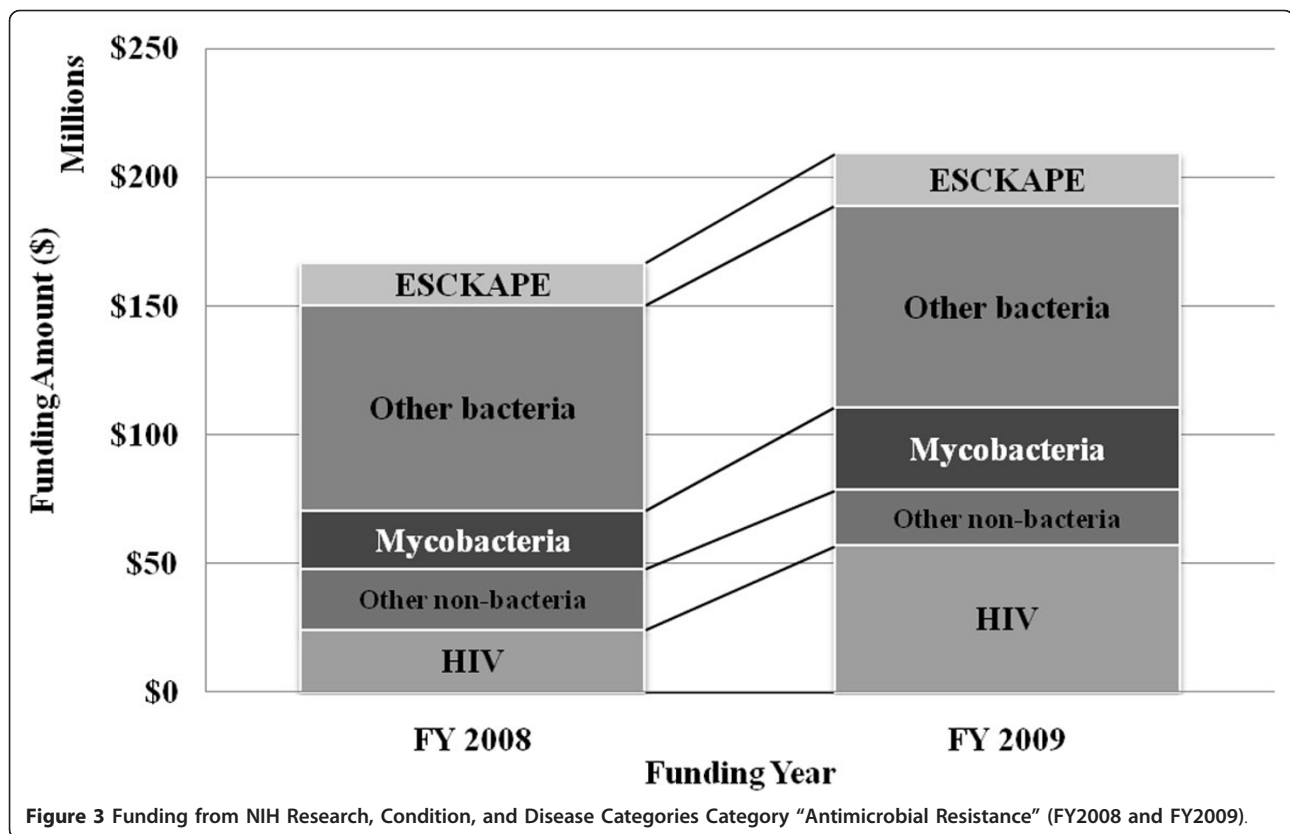 $250
$200
$150
$100
$50
$0
Millions
Funding Amount ($)
ESCKAPE
Other bacteria
Mycobacteria
Other non-bacteria
HIV
ESCKAPE
Other bacteria
Mycobacteria
Other non-bacteria
HIV
FY 2008
FY 2009
Funding Year
Figure 3 Funding from NIH Research, Condition, and Disease Categories Category “Antimicrobial Resistance” (FY2008 and FY2009).